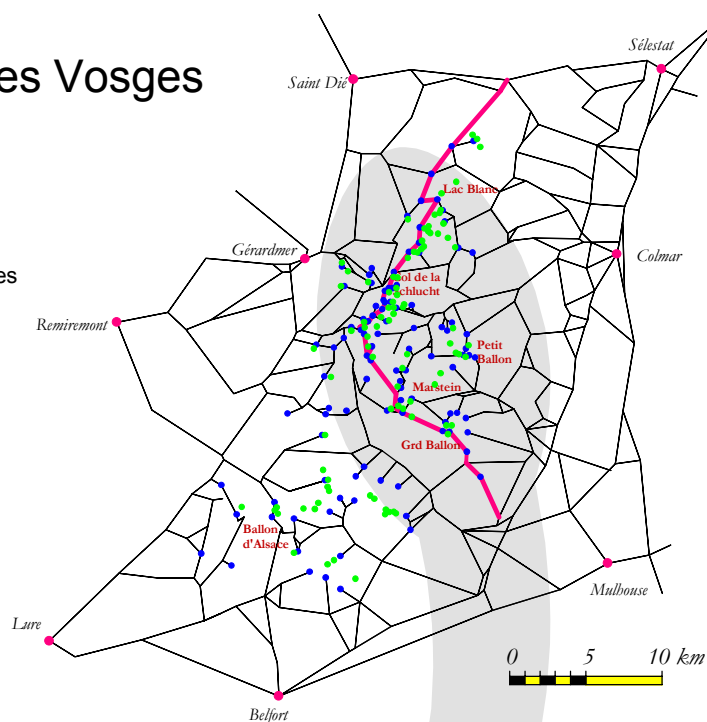 es Vosges
Sélestat
Saint Dié
Lac Blanc
Gérardmer
Colmar
es
ol de la
hlucht
Remiremont
Petit
Ballon
Marstein
Grd Ballon
Ballon
d'Alsace
Mulhouse
Lure
0 5 10 km
Belfort